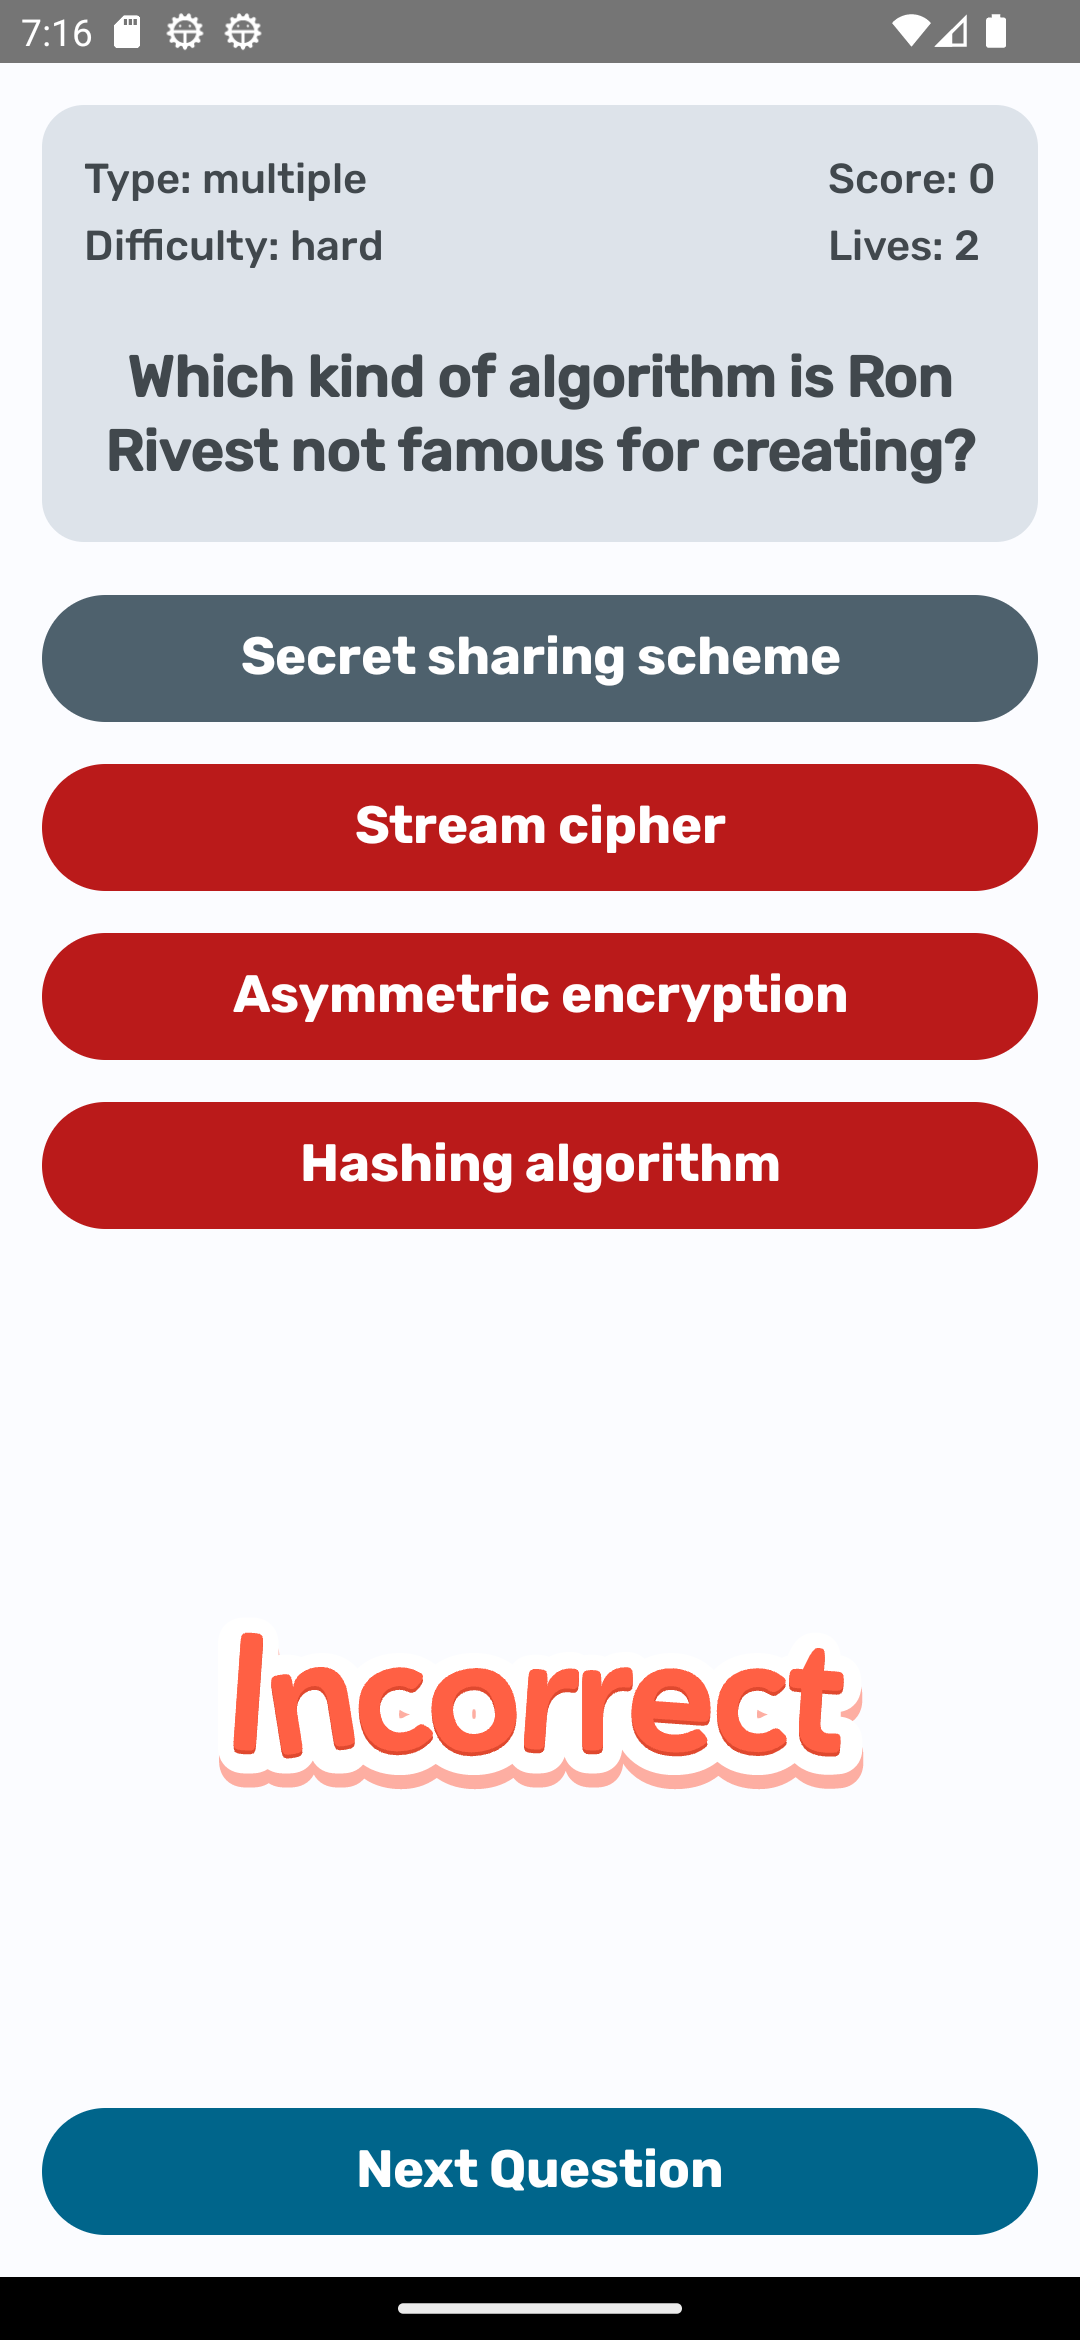 7:16
Type: multiple
Score: 0
Difficulty: hard
Lives: 2
Which kind of algorithm is Ron
Rivest not famous for creating?
Secret sharing scheme
Stream cipher
Asymmetric encryption
Hashing algorithm
Incorrect
Next Question